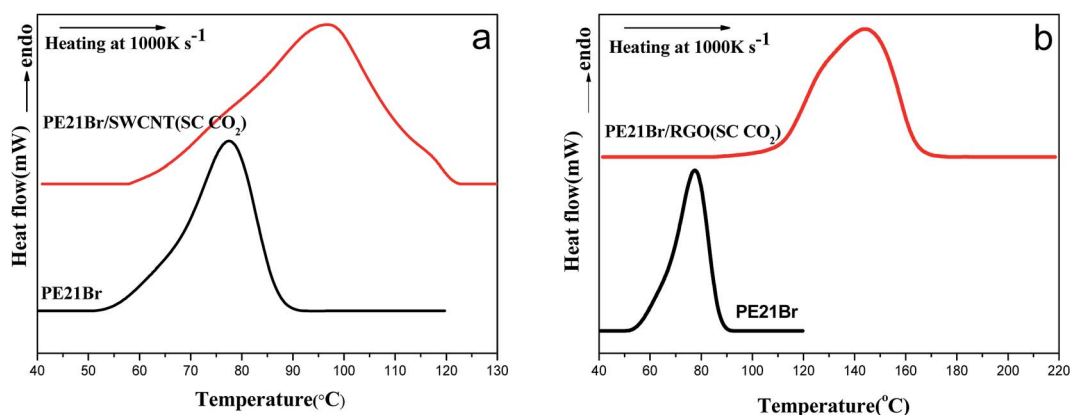 a
Heating at 1000K s-1
endo
Heat flow(mW)
PE21Br/SWCNT(SC CO2)
PE21Br
40 50 60 70 80 90 100 110 120 130
Temperature(°C)
b
Heating at 1000K s-1
endo
Heat flow(mW)
PE21Br/RGO(SC CO2)
PE21Br
40 60 80 100 120 140 160 180 200 220
Temperature(°C)